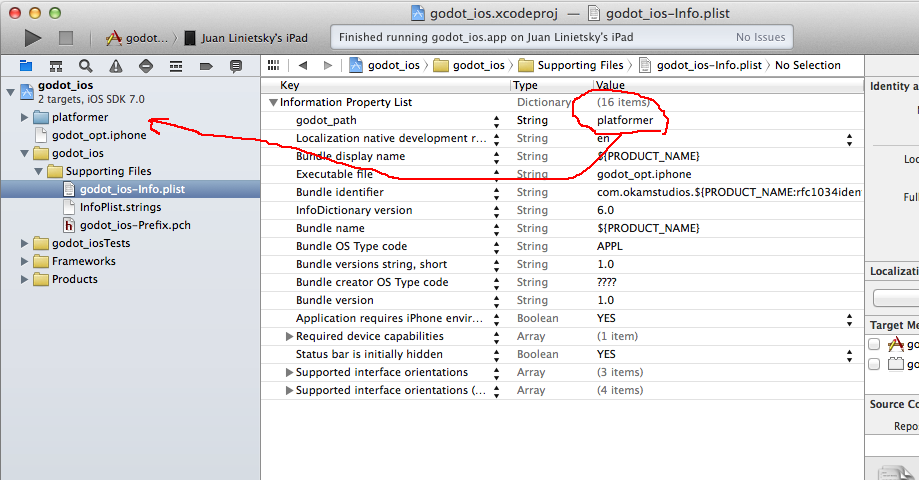 godot_ios.xcodeproj — godot_ios-Info.plist
godot... Juan Linietsky's iPad
Finished running godot_ios.app on Juan Linietsky's iPad No Issues
godot_ios godot_ios Supporting Files godot_ios-Info.plist No Selection
godot_ios
2 targets, iOS SDK 7.0
platformer
godot_opt.iphone
godot_ios
Supporting Files
godot_ios-Info.plist
InfoPlist.strings
godot_ios-Prefix.pch
godot_iosTests
Frameworks
Products
Key Type Value
Information Property List Dictionary (16 items)
godot_path String platformer
Localization native development r... String en
Bundle display name ${PRODUCT_NAME}
Executable file String godot_opt.iphone
Bundle identifier String com.okamstudios.${PRODUCT_NAME:rfc1034iden
InfoDictionary version String 6.0
Bundle name String ${PRODUCT_NAME}
Bundle OS Type code String APPL
Bundle versions string, short String 1.0
Bundle creator OS Type code String ????
Bundle version String 1.0
Application requires iPhone envir... Boolean YES
Required device capabilities Array (1 item)
Status bar is initially hidden Boolean YES
Supported interface orientations Array (3 items)
Supported interface orientations (... Array (4 items)
Identity a
Loc
Full
Localizatio
Target Me
go
go
Source Co
Repo